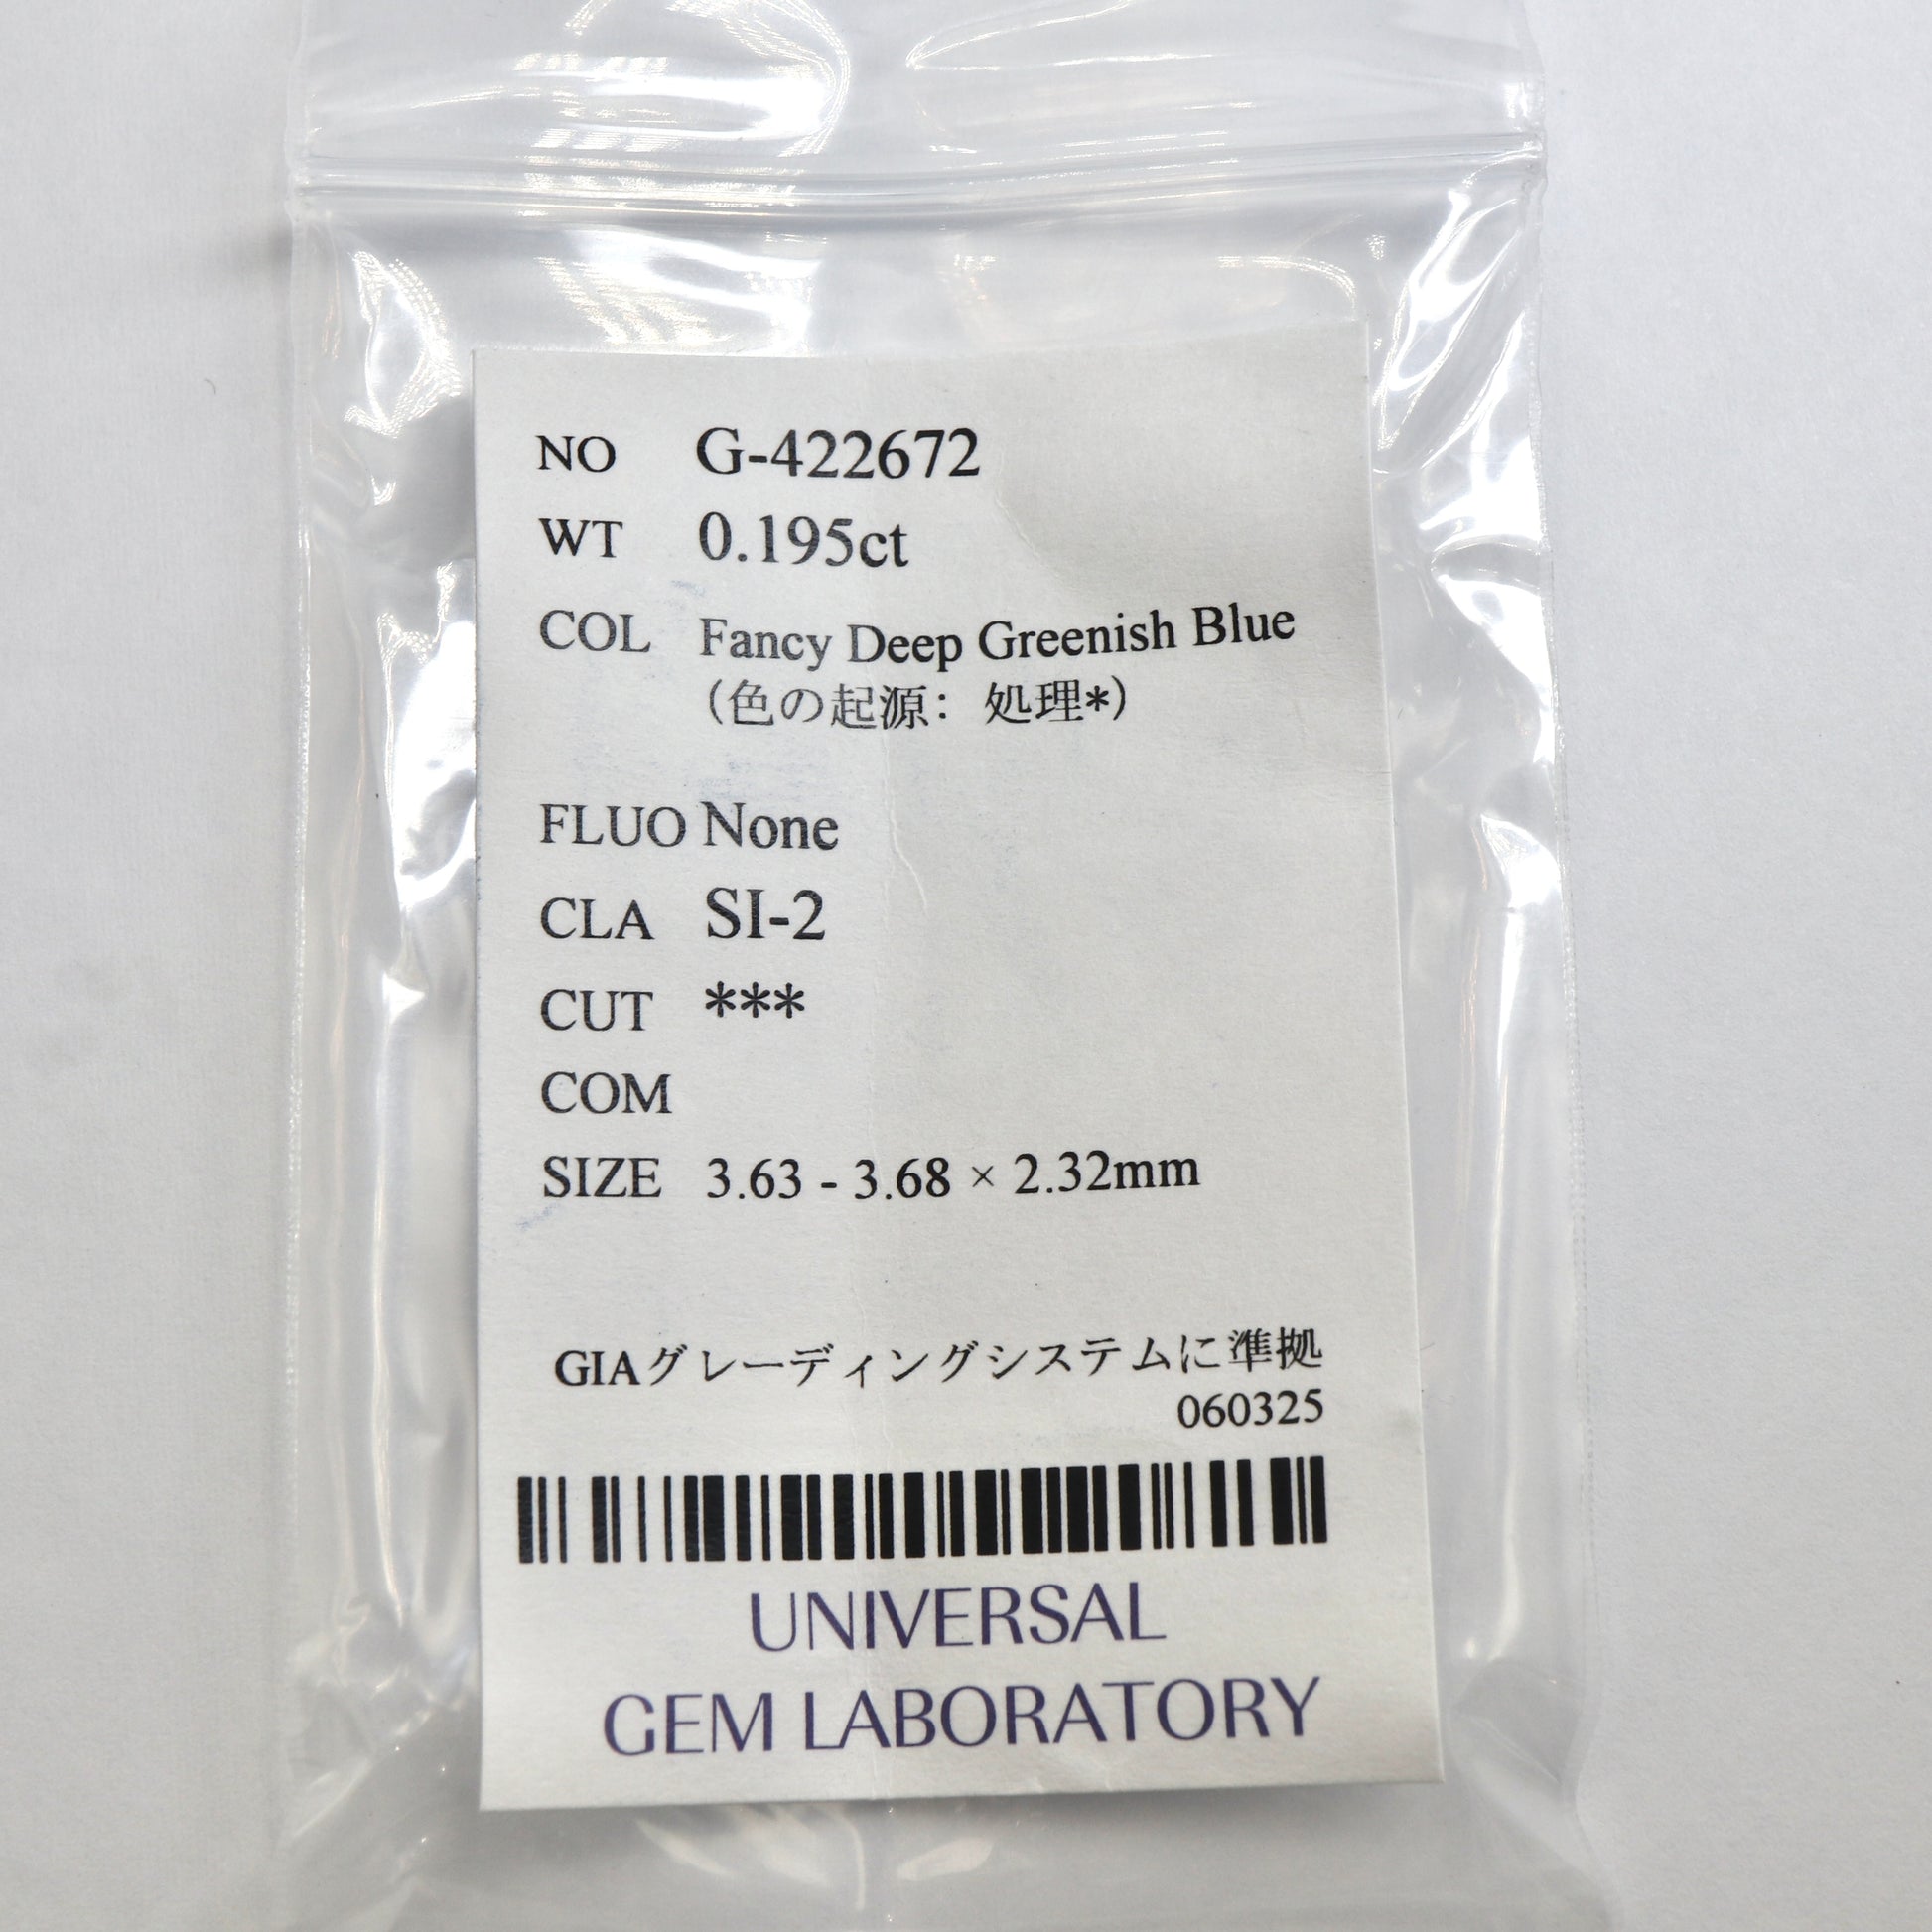 NO G-422672
WT 0.195ct
COL Fancy Deep Greenish Blue
(色の起源: 処理*)
FLUO None
CLA SI-2
CUT ***
COM
SIZE 3.63 - 3.68 × 2.32mm
GIAグレーディングシステムに準拠
060325
UNIVERSAL
GEM LABORATORY